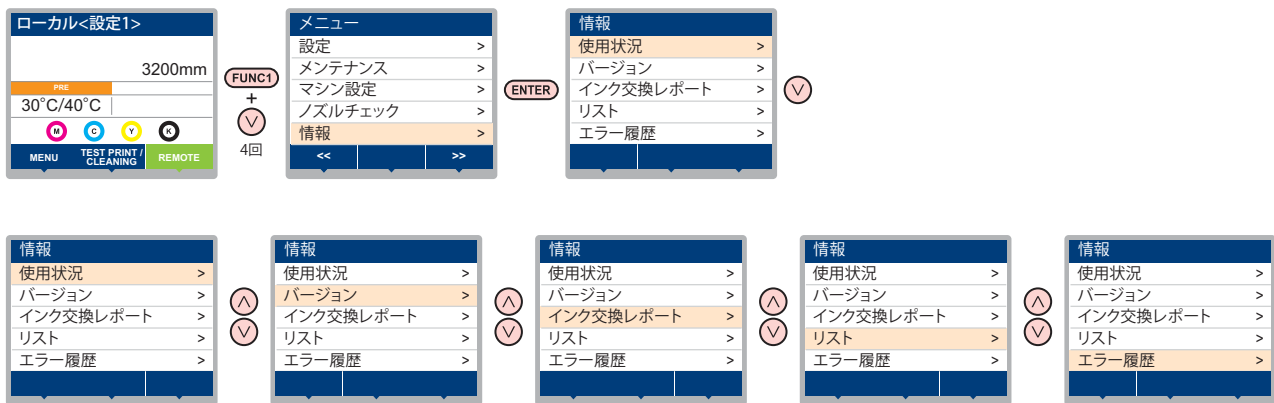 ローカル<設定1>
3200mm
PRE
30°C/40°C
M C Y K
MENU TEST PRINT / CLEANING REMOTE
FUNC1
+
4回
メニュー
設定 >
メンテナンス >
マシン設定 >
ノズルチェック >
情報 >
<< >>
ENTER
情報
使用状況 >
バージョン >
インク交換レポート >
リスト >
エラー履歴 >
情報
使用状況 >
バージョン >
インク交換レポート >
リスト >
エラー履歴 >
情報
使用状況 >
バージョン >
インク交換レポート >
リスト >
エラー履歴 >
情報
使用状況 >
バージョン >
インク交換レポート >
リスト >
エラー履歴 >
情報
使用状況 >
バージョン >
インク交換レポート >
リスト >
エラー履歴 >
情報
使用状況 >
バージョン >
インク交換レポート >
リスト >
エラー履歴 >